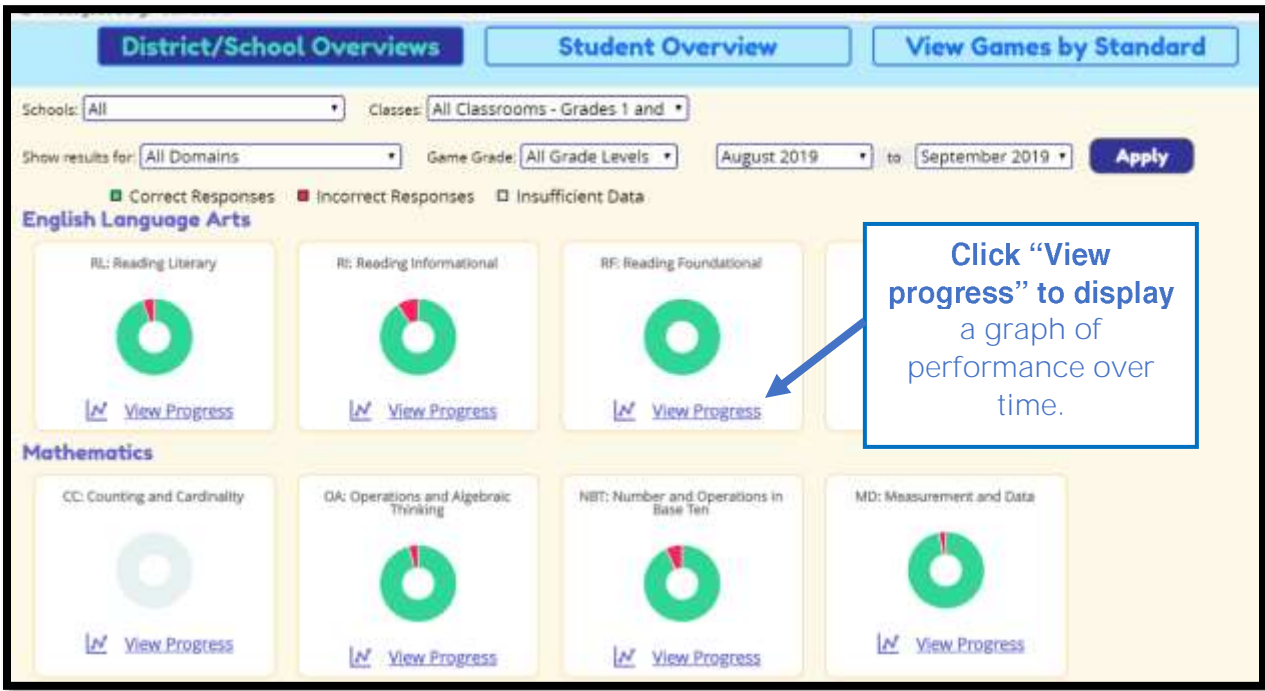 District/School Overviews Student Overview View Games by Standard
Schools: All Classes: All Classrooms - Grades 1 and
Show results for: All Domains Game Grade: All Grade Levels August 2019 to September 2019 Apply
Correct Responses Incorrect Responses Insufficient Data
English Language Arts
RL: Reading Literary RI: Reading Informational RF: Reading Foundational
View Progress View Progress View Progress
Click “View
progress” to display
a graph of
performance over
time.
Mathematics
CC: Counting and Cardinality OA: Operations and Algebraic NBT: Number and Operations in MD: Measurement and Data
Thinking Base Ten
View Progress View Progress View Progress View Progress